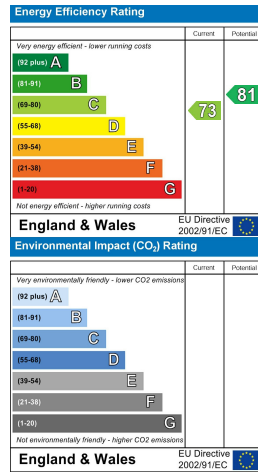 Energy Efficiency Rating
Current Potential
Very energy efficient - lower running costs
(92 plus) A
(81-91) B
(69-80) C
(55-68) D
(39-54) E
(21-38) F
(1-20) G
73
81
Not energy efficient - higher running costs
England & Wales
EU Directive
2002/91/EC
Environmental Impact (CO₂) Rating
Current Potential
Very environmentally friendly - lower CO2 emissions
(92 plus) A
(81-91) B
(69-80) C
(55-68) D
(39-54) E
(21-38) F
(1-20) G
Not environmentally friendly - higher CO2 emissions
England & Wales
EU Directive
2002/91/EC